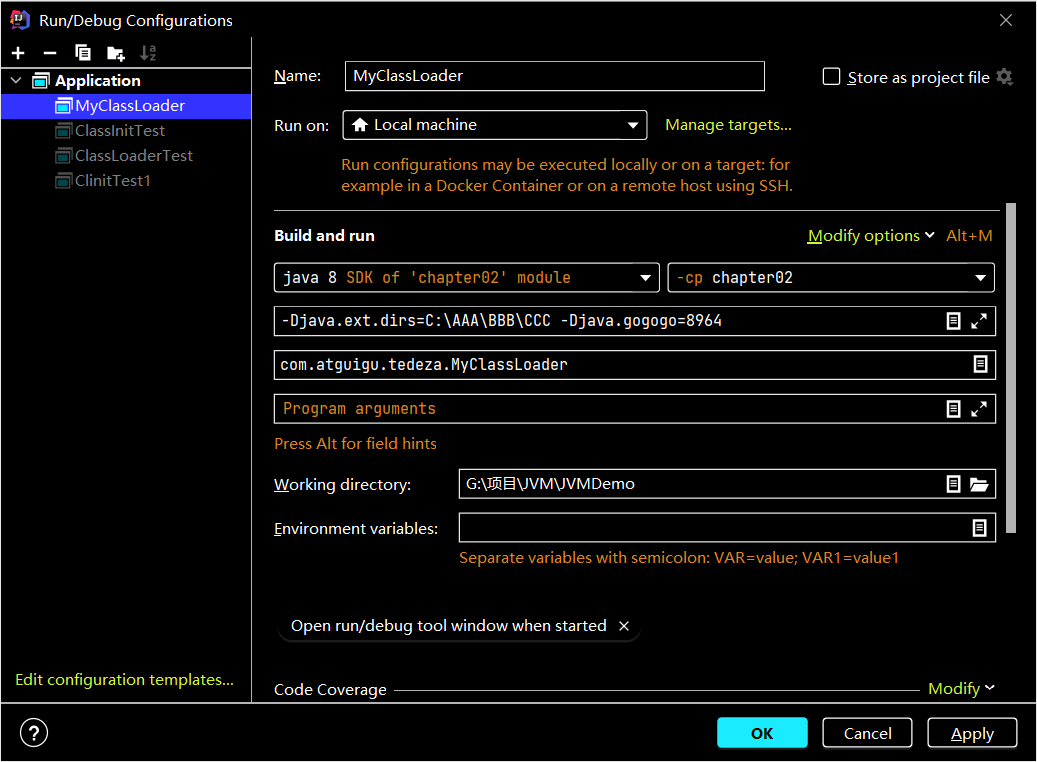 Run/Debug Configurations
Application
MyClassLoader
ClassInitTest
ClassLoaderTest
ClinitTest1
Edit configuration templates...
Name: MyClassLoader Store as project file
Run on: Local machine Manage targets...
Run configurations may be executed locally or on a target: for
example in a Docker Container or on a remote host using SSH.
Build and run Modify options Alt+M
java 8 SDK of 'chapter02' module -cp chapter02
-Djava.ext.dirs=C:\AAA\BBB\CCC -Djava.gogogo=8964
com.atguigu.tedeza.MyClassLoader
Program arguments
Press Alt for field hints
Working directory: G:\项目\JVM\JVMDemo
Environment variables:
Separate variables with semicolon: VAR=value; VAR1=value1
Open run/debug tool window when started ×
Code Coverage Modify
? OK Cancel Apply